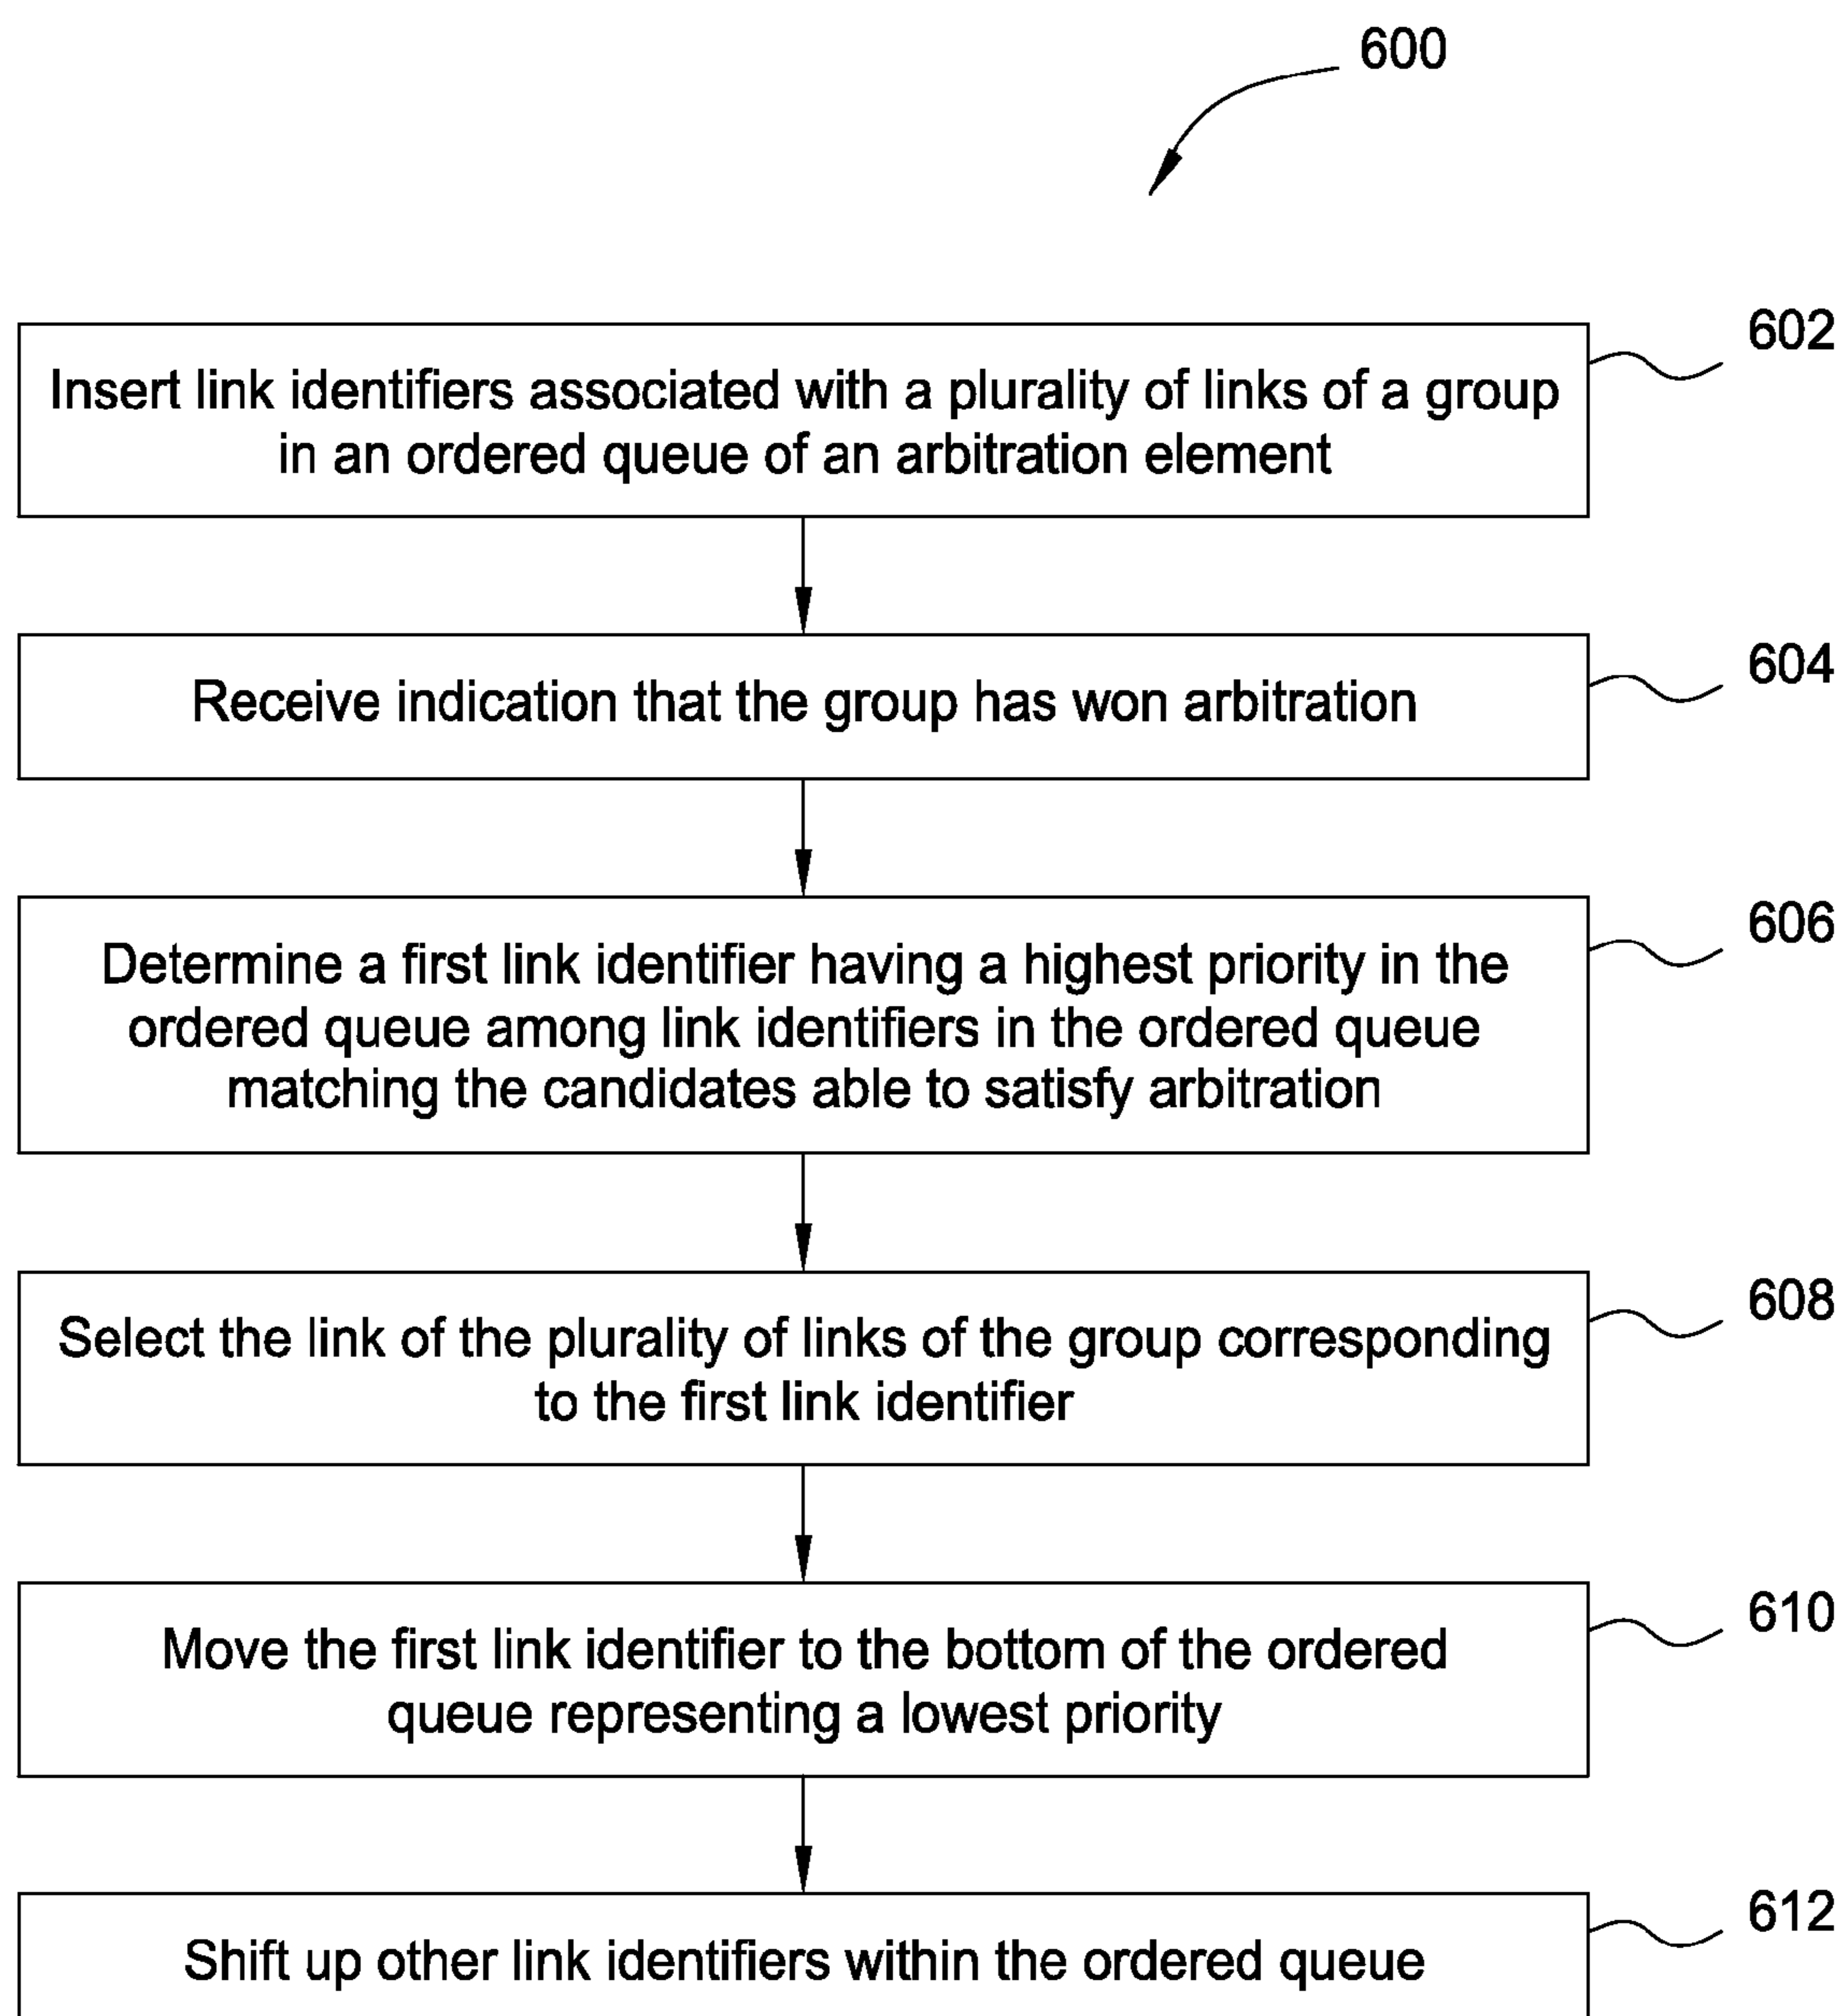 600
602
Insert link identifiers associated with a plurality of links of a group
in an ordered queue of an arbitration element
604
Receive indication that the group has won arbitration
606
Determine a first link identifier having a highest priority in the
ordered queue among link identifiers in the ordered queue
matching the candidates able to satisfy arbitration
608
Select the link of the plurality of links of the group corresponding
to the first link identifier
610
Move the first link identifier to the bottom of the ordered
queue representing a lowest priority
612
Shift up other link identifiers within the ordered queue